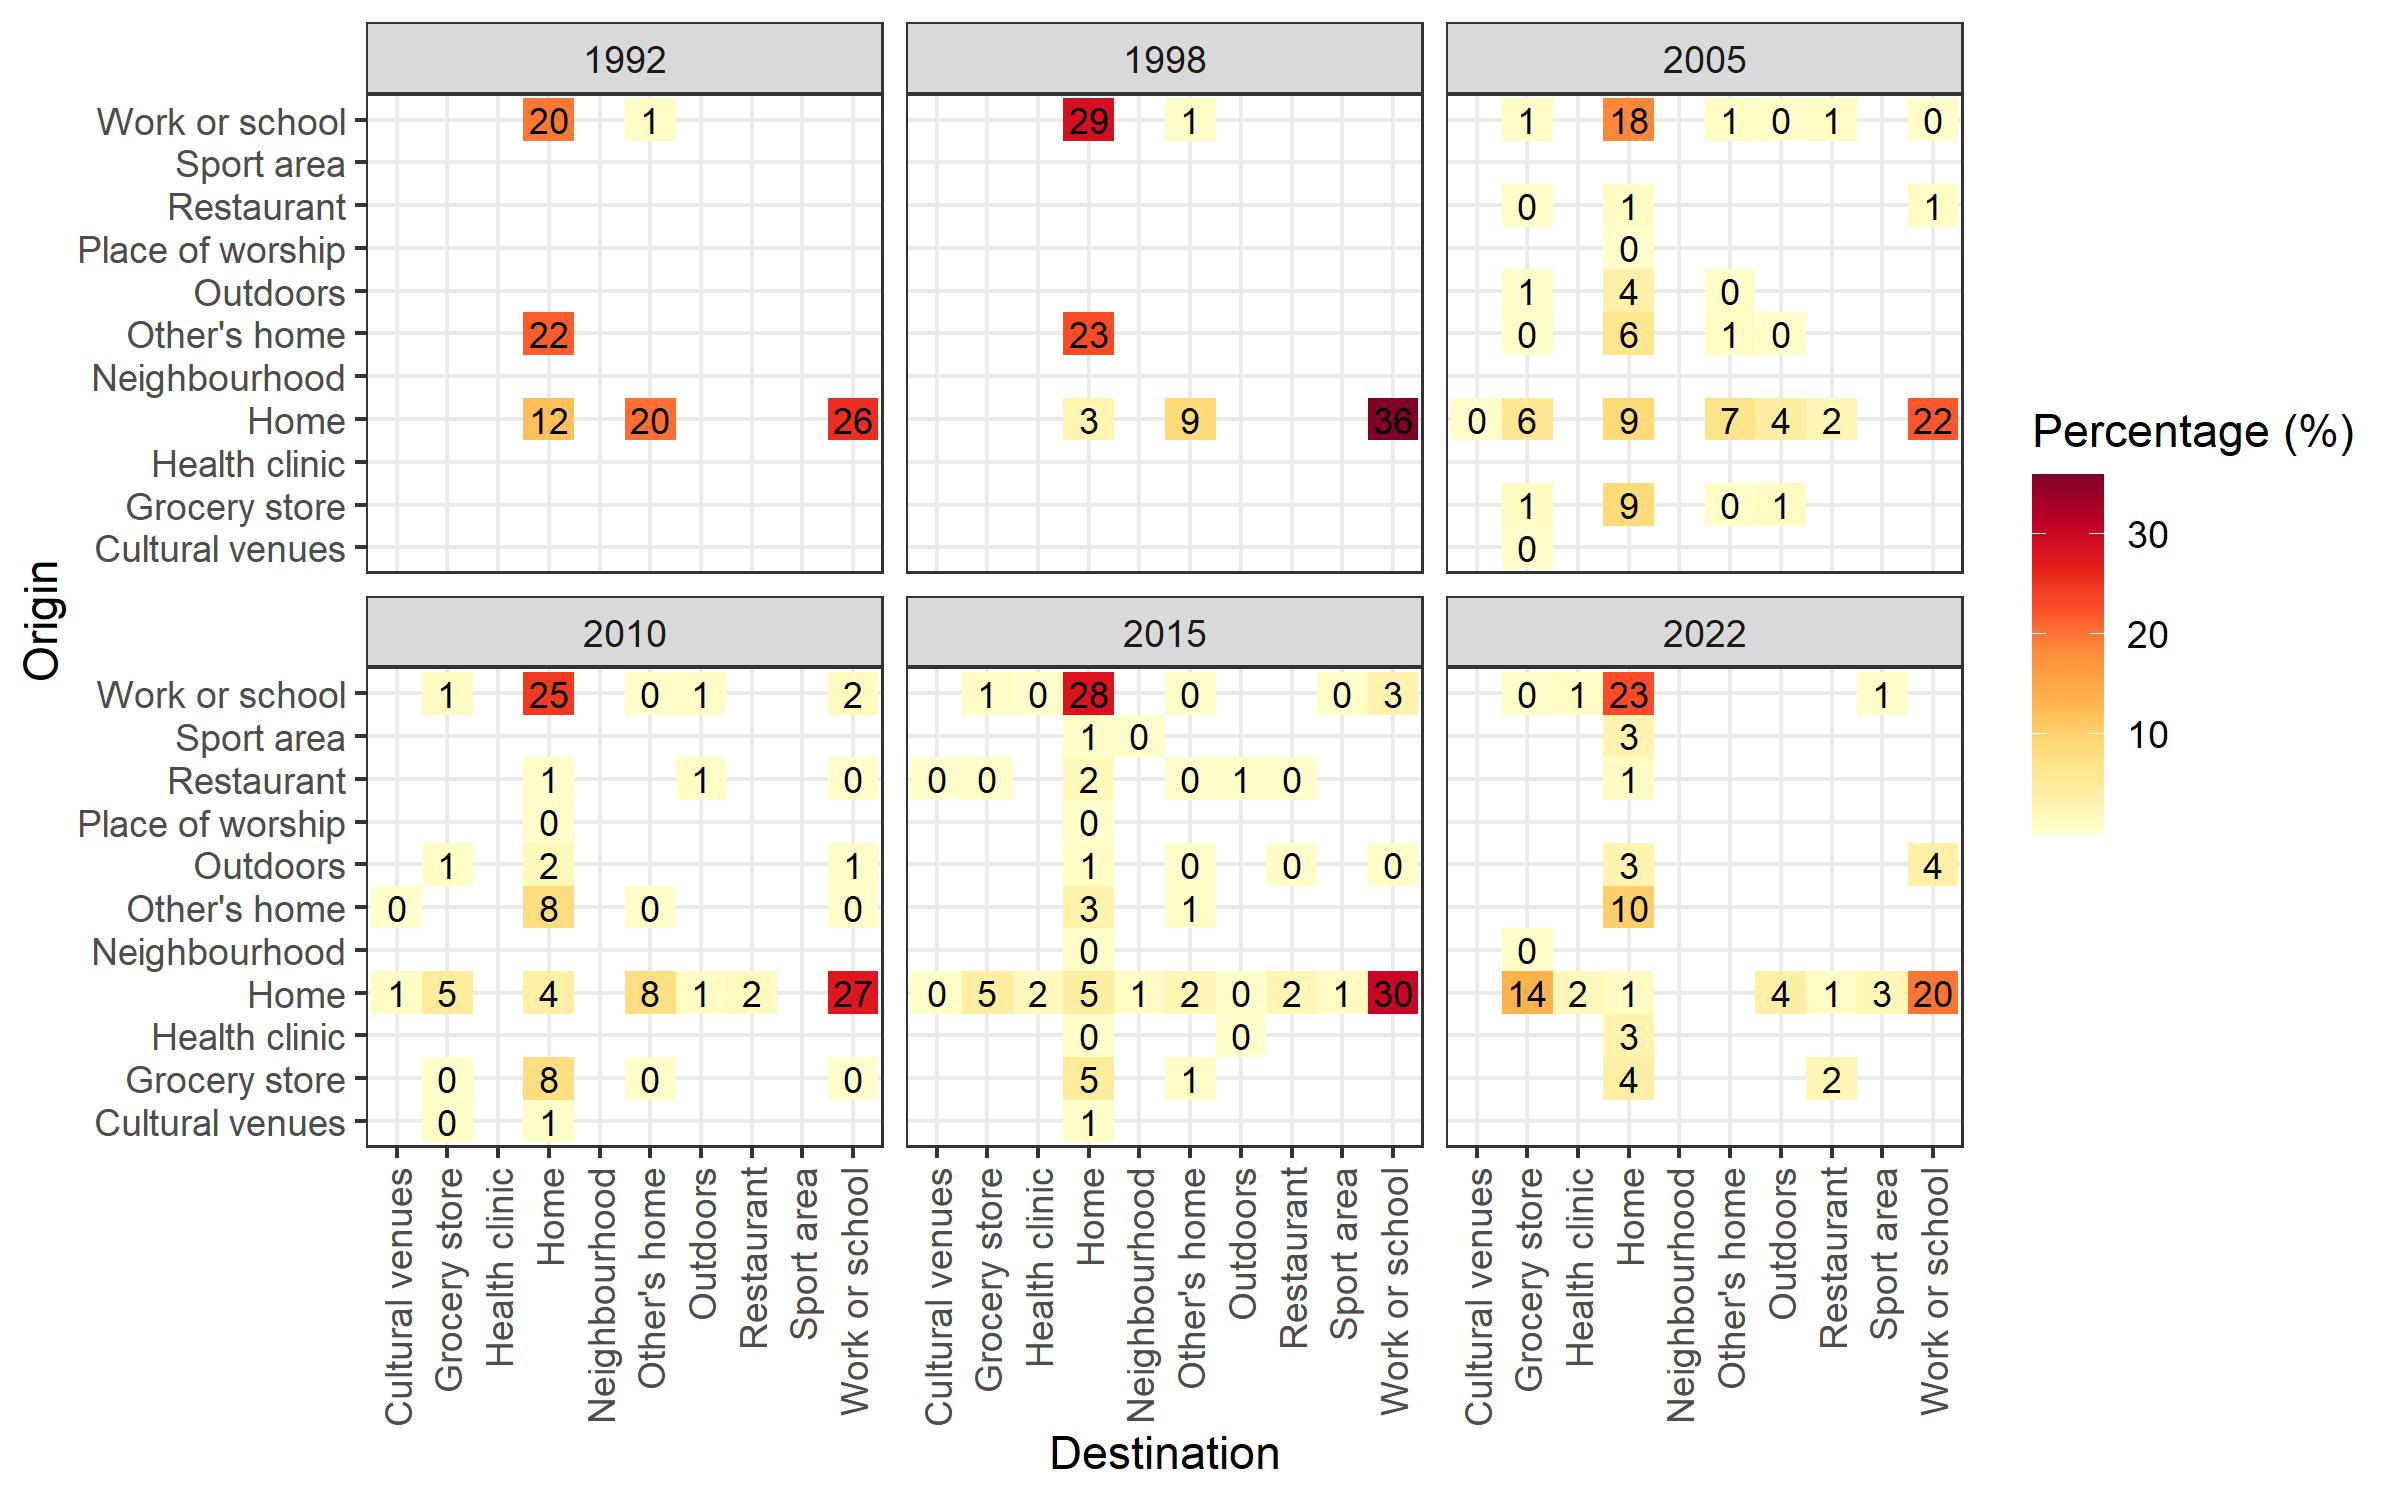 1992 1998 2005
Work or school 20 1 29 1 1 18 1 0 1 0
Sport area
Restaurant 0 1 1
Place of worship 0
Outdoors 1 4 0
Other's home 22 23 0 6 1 0
Neighbourhood
Home 12 20 26 3 9 36 0 6 9 7 4 2 22
Health clinic
Grocery store 1 9 0 1
Cultural venues 0
Origin
2010 2015 2022
Work or school 1 25 0 1 2 1 0 28 0 0 3 0 1 23 1
Sport area 1 0 3
Restaurant 1 1 0 0 0 2 0 1 0 1
Place of worship 0 0
Outdoors 1 2 1 1 0 0 0 3 4
Other's home 0 8 0 0 3 1 10
Neighbourhood 0 0
Home 1 5 4 8 1 2 27 0 5 2 5 1 2 0 2 1 30 14 2 1 4 1 3 20
Health clinic 0 0 3
Grocery store 0 8 0 0 5 1 4 2
Cultural venues 0 1 1
Cultural venues Grocery store Health clinic Home Neighbourhood Other's home Outdoors Restaurant Sport area Work or school Cultural venues Grocery store Health clinic Home Neighbourhood Other's home Outdoors Restaurant Sport area Work or school Cultural venues Grocery store Health clinic Home Neighbourhood Other's home Outdoors Restaurant Sport area Work or school
Destination
Percentage (%)
30
20
10